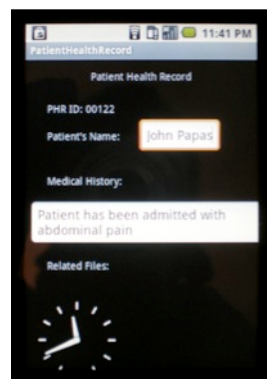 11:41 PM
PatientHealthRecord
Patient Health Record
PHR ID: 00122
Patient's Name: John Papas
Medical History:
Patient has been admitted with
abdominal pain
Related Files: